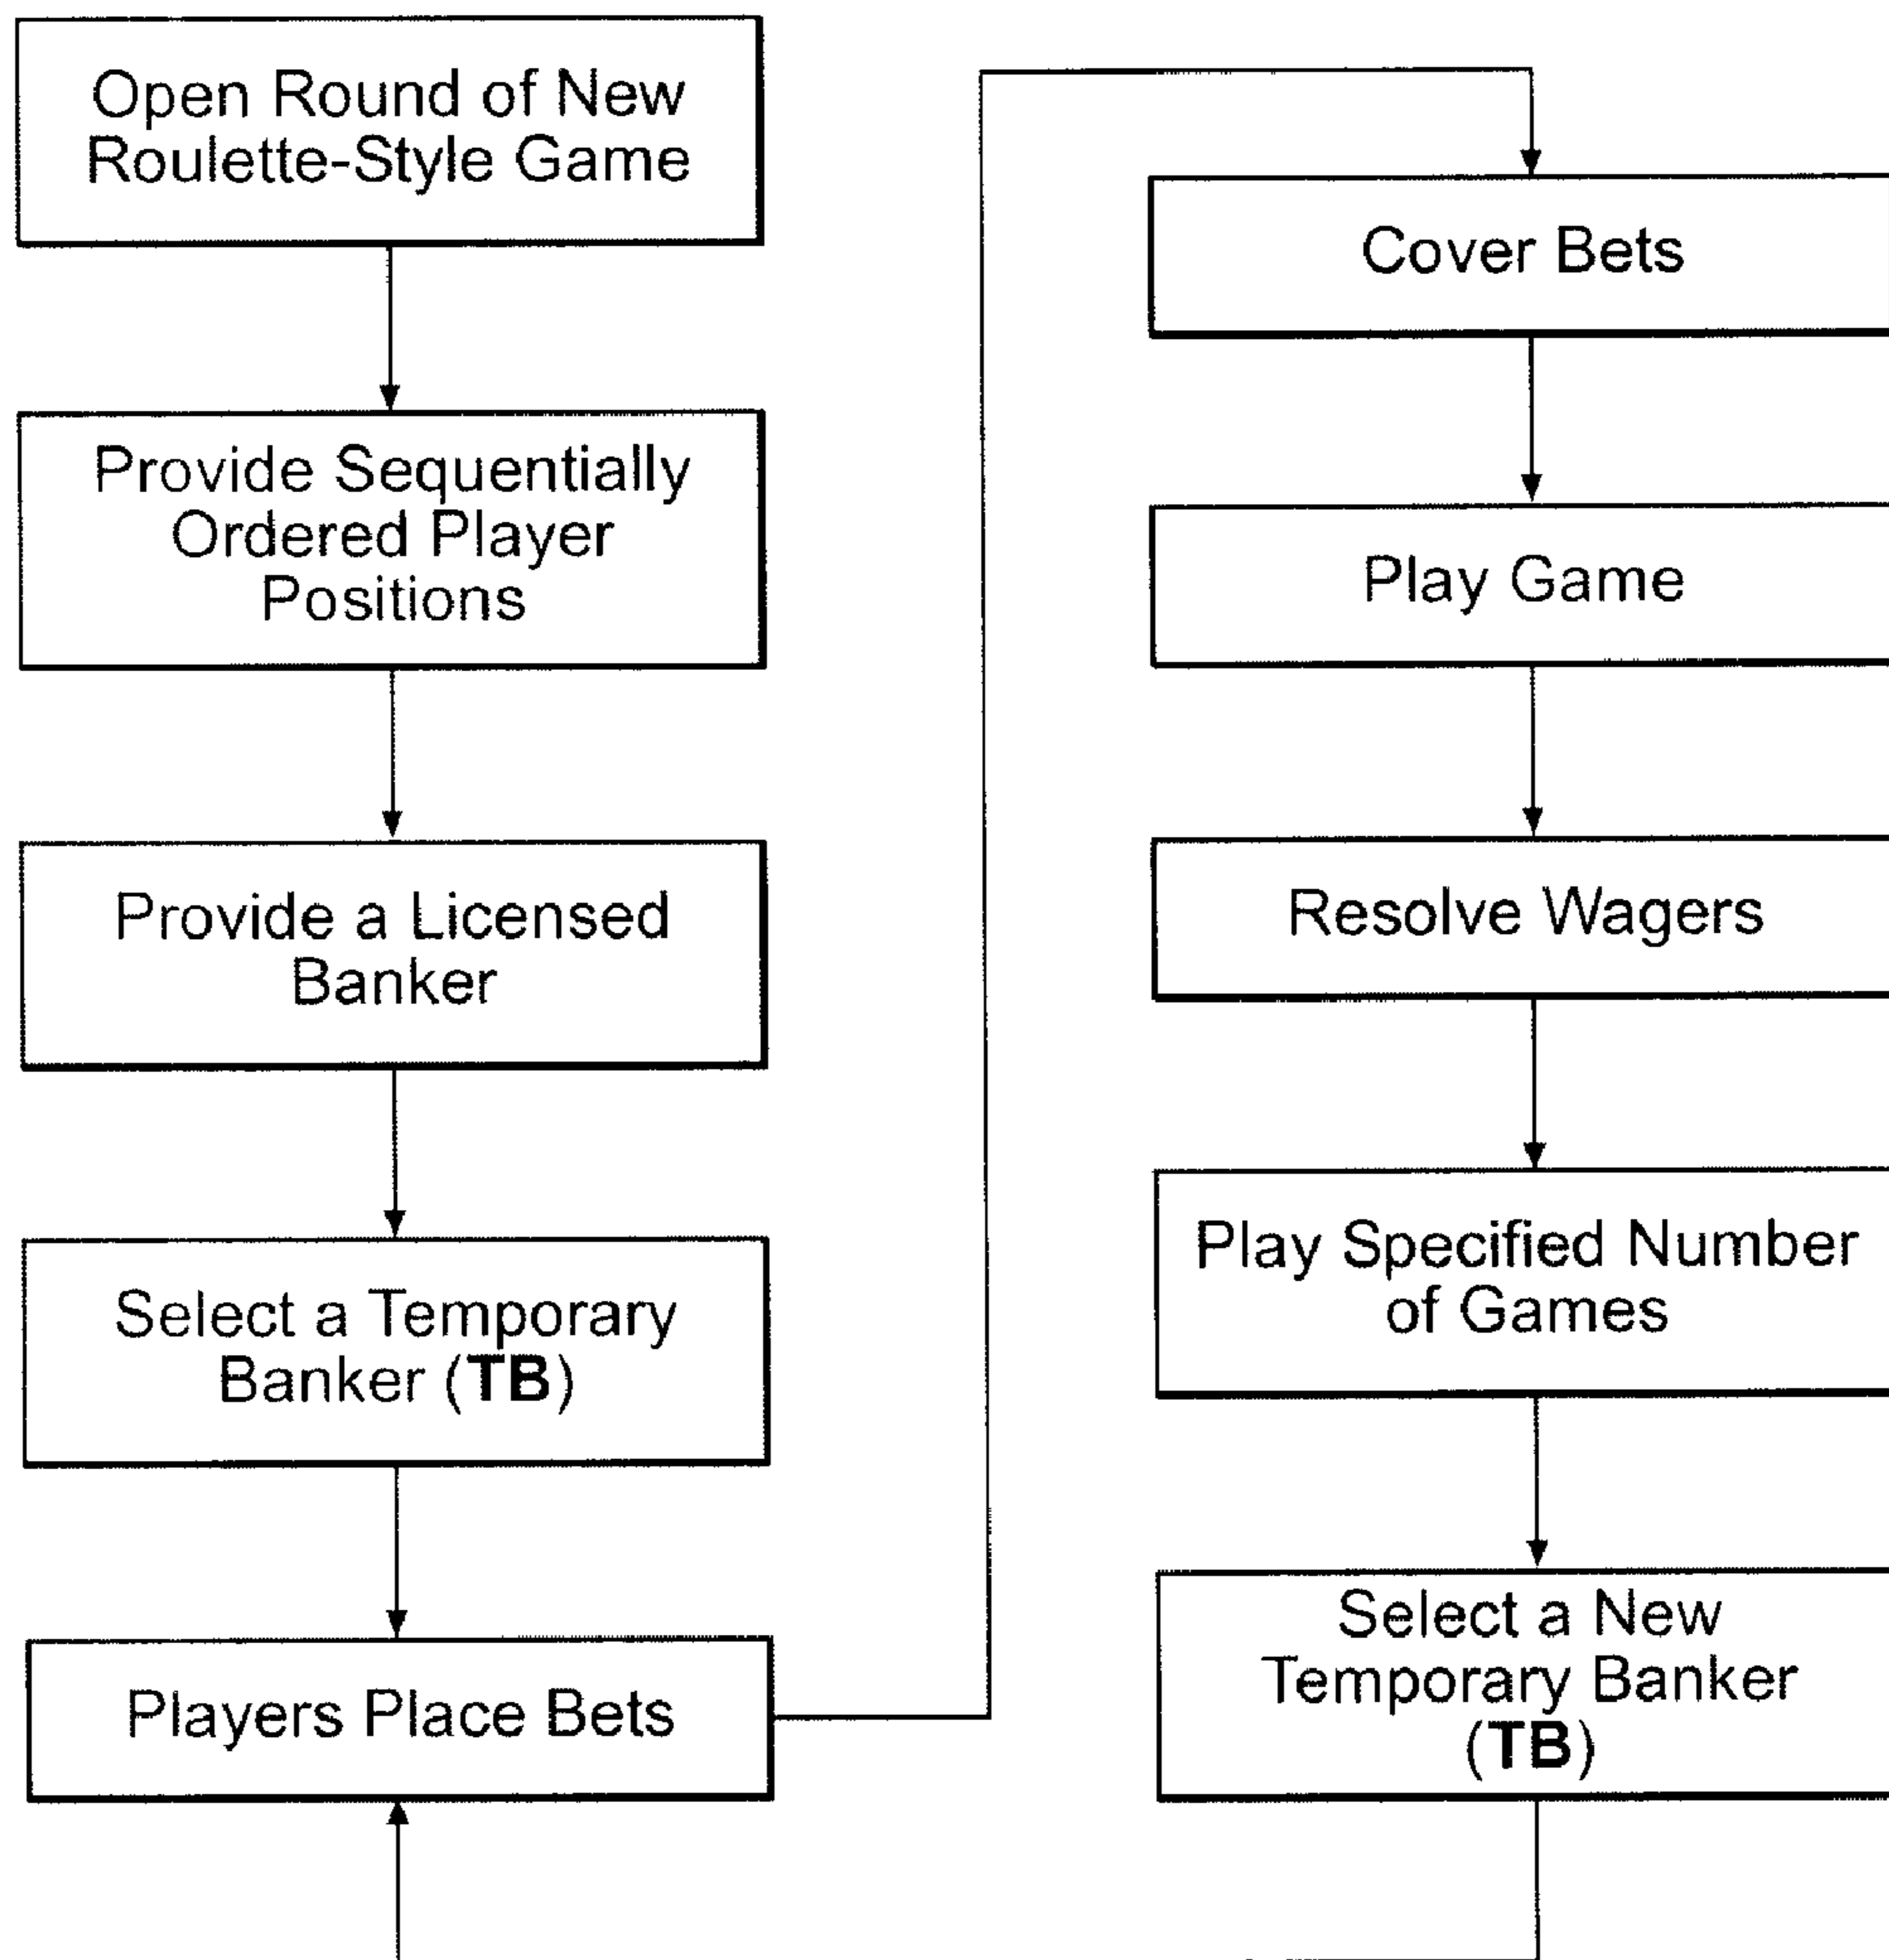 Open Round of New
Roulette-Style Game
Provide Sequentially
Ordered Player
Positions
Provide a Licensed
Banker
Select a Temporary
Banker (TB)
Players Place Bets
Cover Bets
Play Game
Resolve Wagers
Play Specified Number
of Games
Select a New
Temporary Banker
(TB)